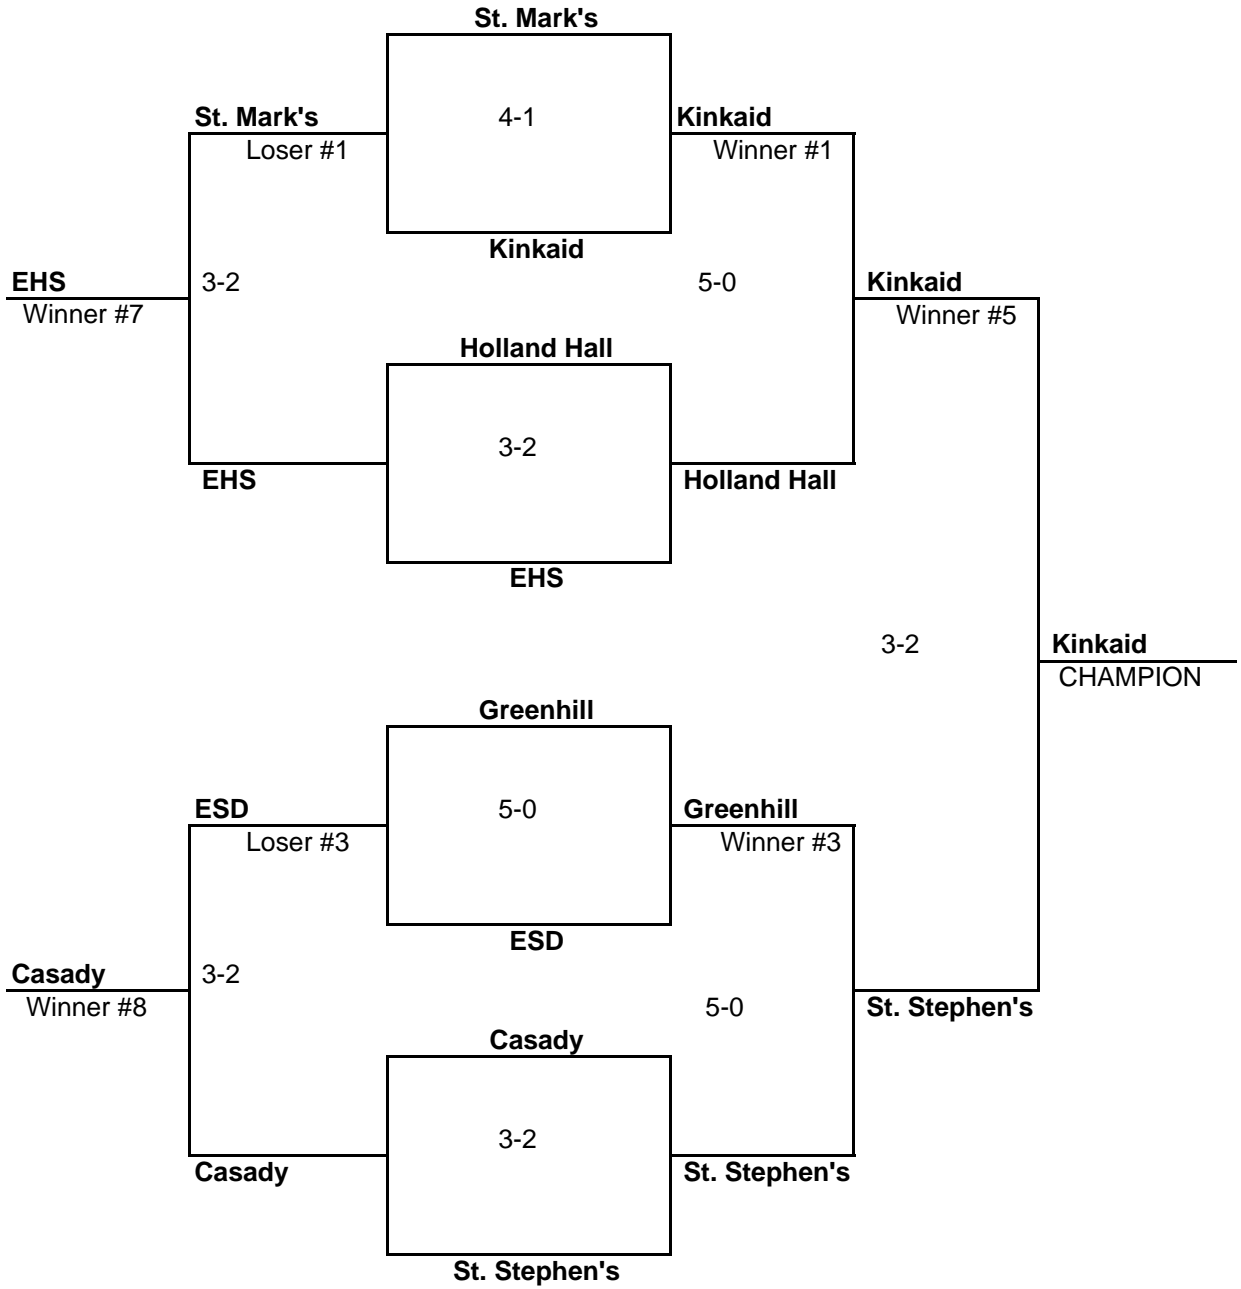 St. Mark's
St. Mark's
4-1
Kinkaid
Loser #1
Winner #1
Kinkaid
EHS
3-2
5-0
Kinkaid
Winner #7
Winner #5
Holland Hall
3-2
EHS
Holland Hall
EHS
3-2
Kinkaid
CHAMPION
Greenhill
ESD
5-0
Greenhill
Loser #3
Winner #3
ESD
Casady
3-2
Winner #8
5-0
St. Stephen's
Casady
3-2
Casady
St. Stephen's
St. Stephen's